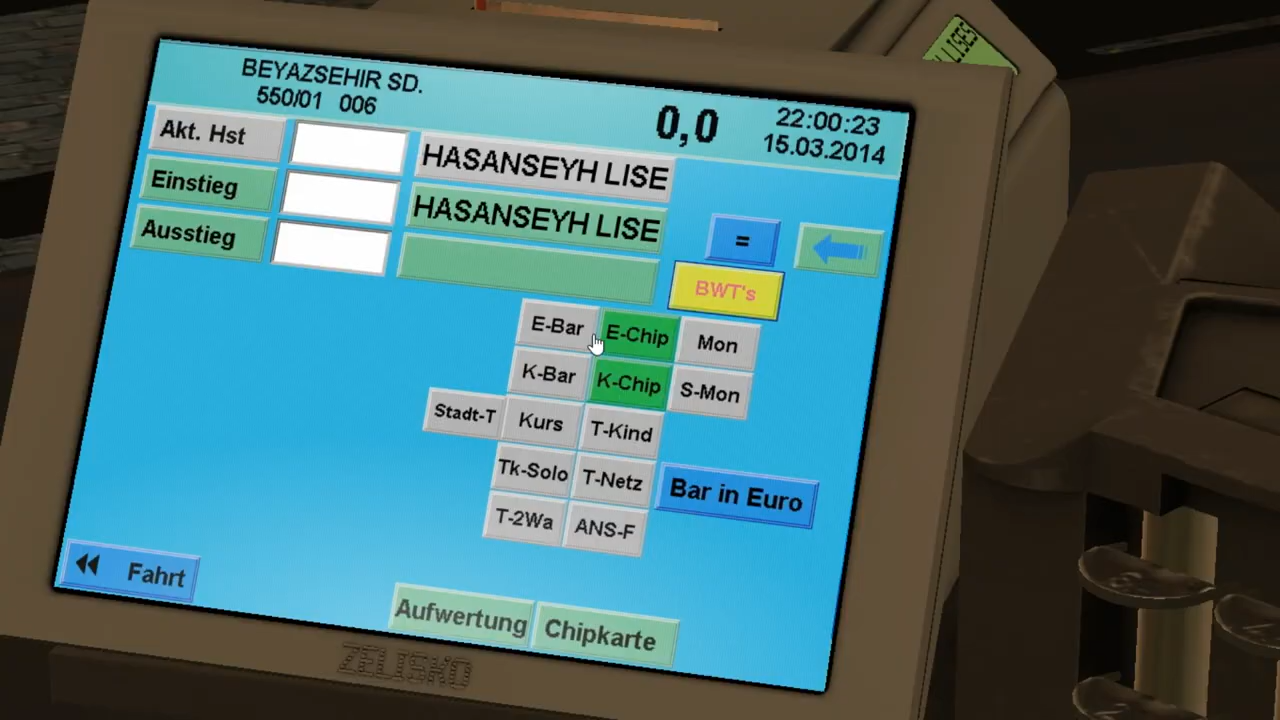 BEYAZSEHIR SD.
550/01 006
0,0
22:00:23
15.03.2014
Akt. Hst
HASANSEYH LISE
Einstieg
HASANSEYH LISE
Ausstieg
=
BWT's
E-Bar
E-Chip
Mon
K-Bar
K-Chip
S-Mon
Stadt-T
Kurs
T-Kind
Tk-Solo
T-Netz
Bar in Euro
T-2Wa
ANS-F
Fahrt
Aufwertung
Chipkarte
ZELISKO